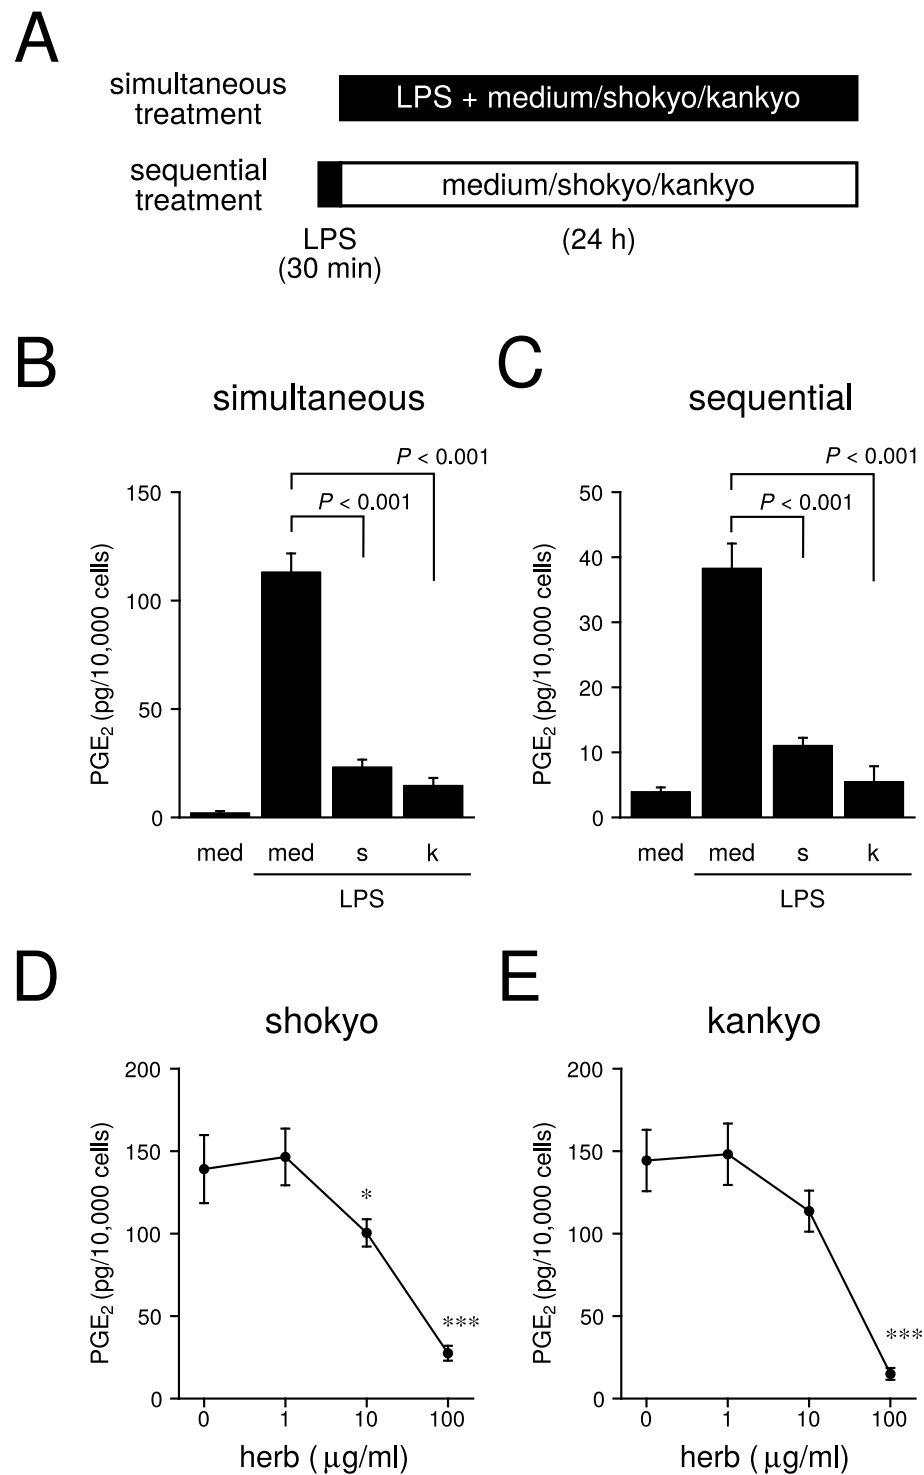 A
simultaneous
treatment
LPS + medium/shokyo/kankyo
sequential
treatment
medium/shokyo/kankyo
LPS
(30 min)
(24 h)
B
simultaneous
P < 0.001
P < 0.001
150
100
50
0
PGE₂ (pg/10,000 cells)
med
med
s
k
LPS
C
sequential
P < 0.001
P < 0.001
50
40
30
20
10
0
PGE₂ (pg/10,000 cells)
med
med
s
k
LPS
D
shokyo
200
150
100
50
0
PGE₂ (pg/10,000 cells)
*
***
0
1
10
100
herb ( μg/ml)
E
kankyo
200
150
100
50
0
PGE₂ (pg/10,000 cells)
***
0
1
10
100
herb ( μg/ml)